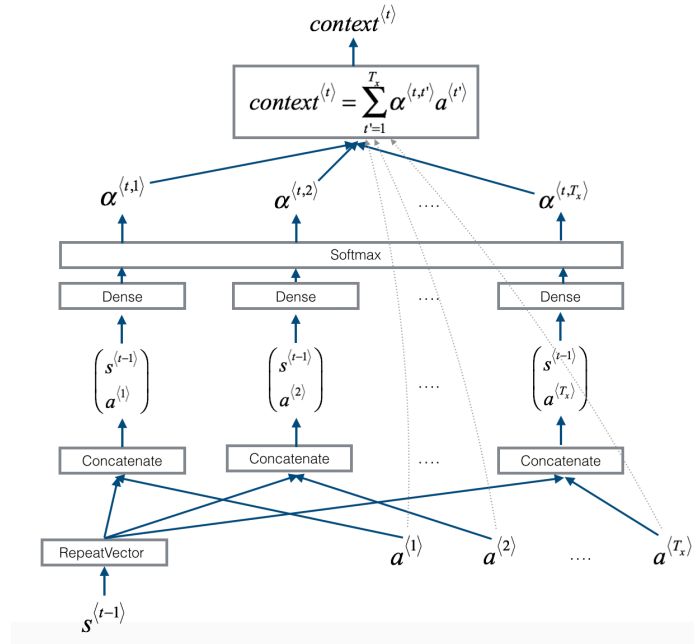 context^⟨t⟩
context^⟨t⟩ = ∑_{t'=1}^{T_x} α^⟨t,t'⟩ a^⟨t'⟩
α^⟨t,1⟩ α^⟨t,2⟩ .... α^⟨t,T_x⟩
Softmax
Dense Dense .... Dense
(s^⟨t−1⟩ (s^⟨t−1⟩ .... (s^⟨t−1⟩
a^⟨1⟩) a^⟨2⟩) a^⟨T_x⟩)
Concatenate Concatenate .... Concatenate
RepeatVector a^⟨1⟩ a^⟨2⟩ .... a^⟨T_x⟩
s^⟨t−1⟩